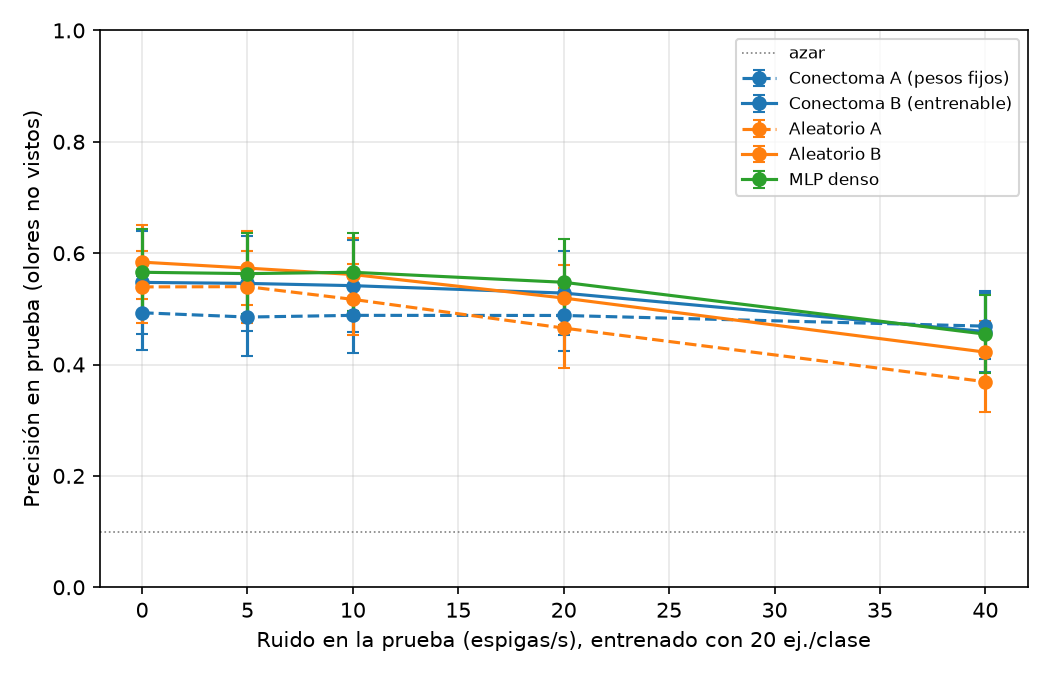 1.0
0.8
0.6
0.4
0.2
0.0
Precisión en prueba (olores no vistos)
azar
Conectoma A (pesos fijos)
Conectoma B (entrenable)
Aleatorio A
Aleatorio B
MLP denso
0 5 10 15 20 25 30 35 40
Ruido en la prueba (espigas/s), entrenado con 20 ej./clase